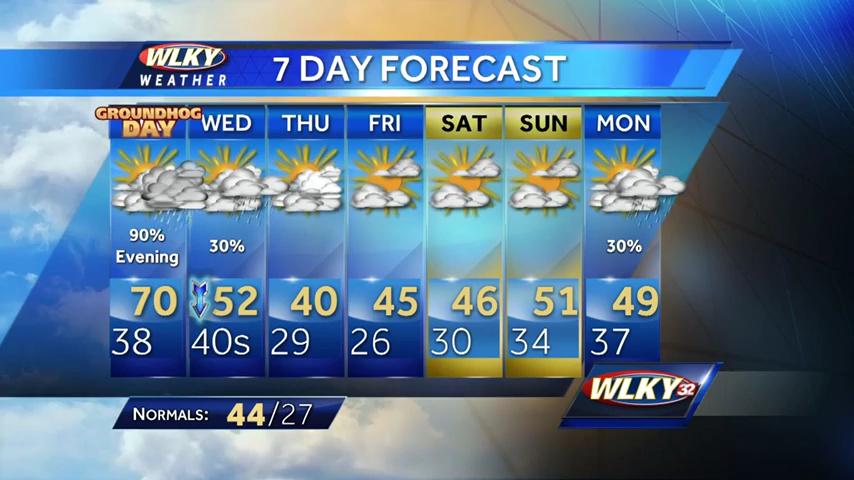 WLKY
WEATHER
7 DAY FORECAST
GROUNDHOG
DAY
WED
THU
FRI
SAT
SUN
MON
90%
Evening
30%
30%
70
52
40
45
46
51
49
38
40s
29
26
30
34
37
WLKY 32
NORMALS: 44/27